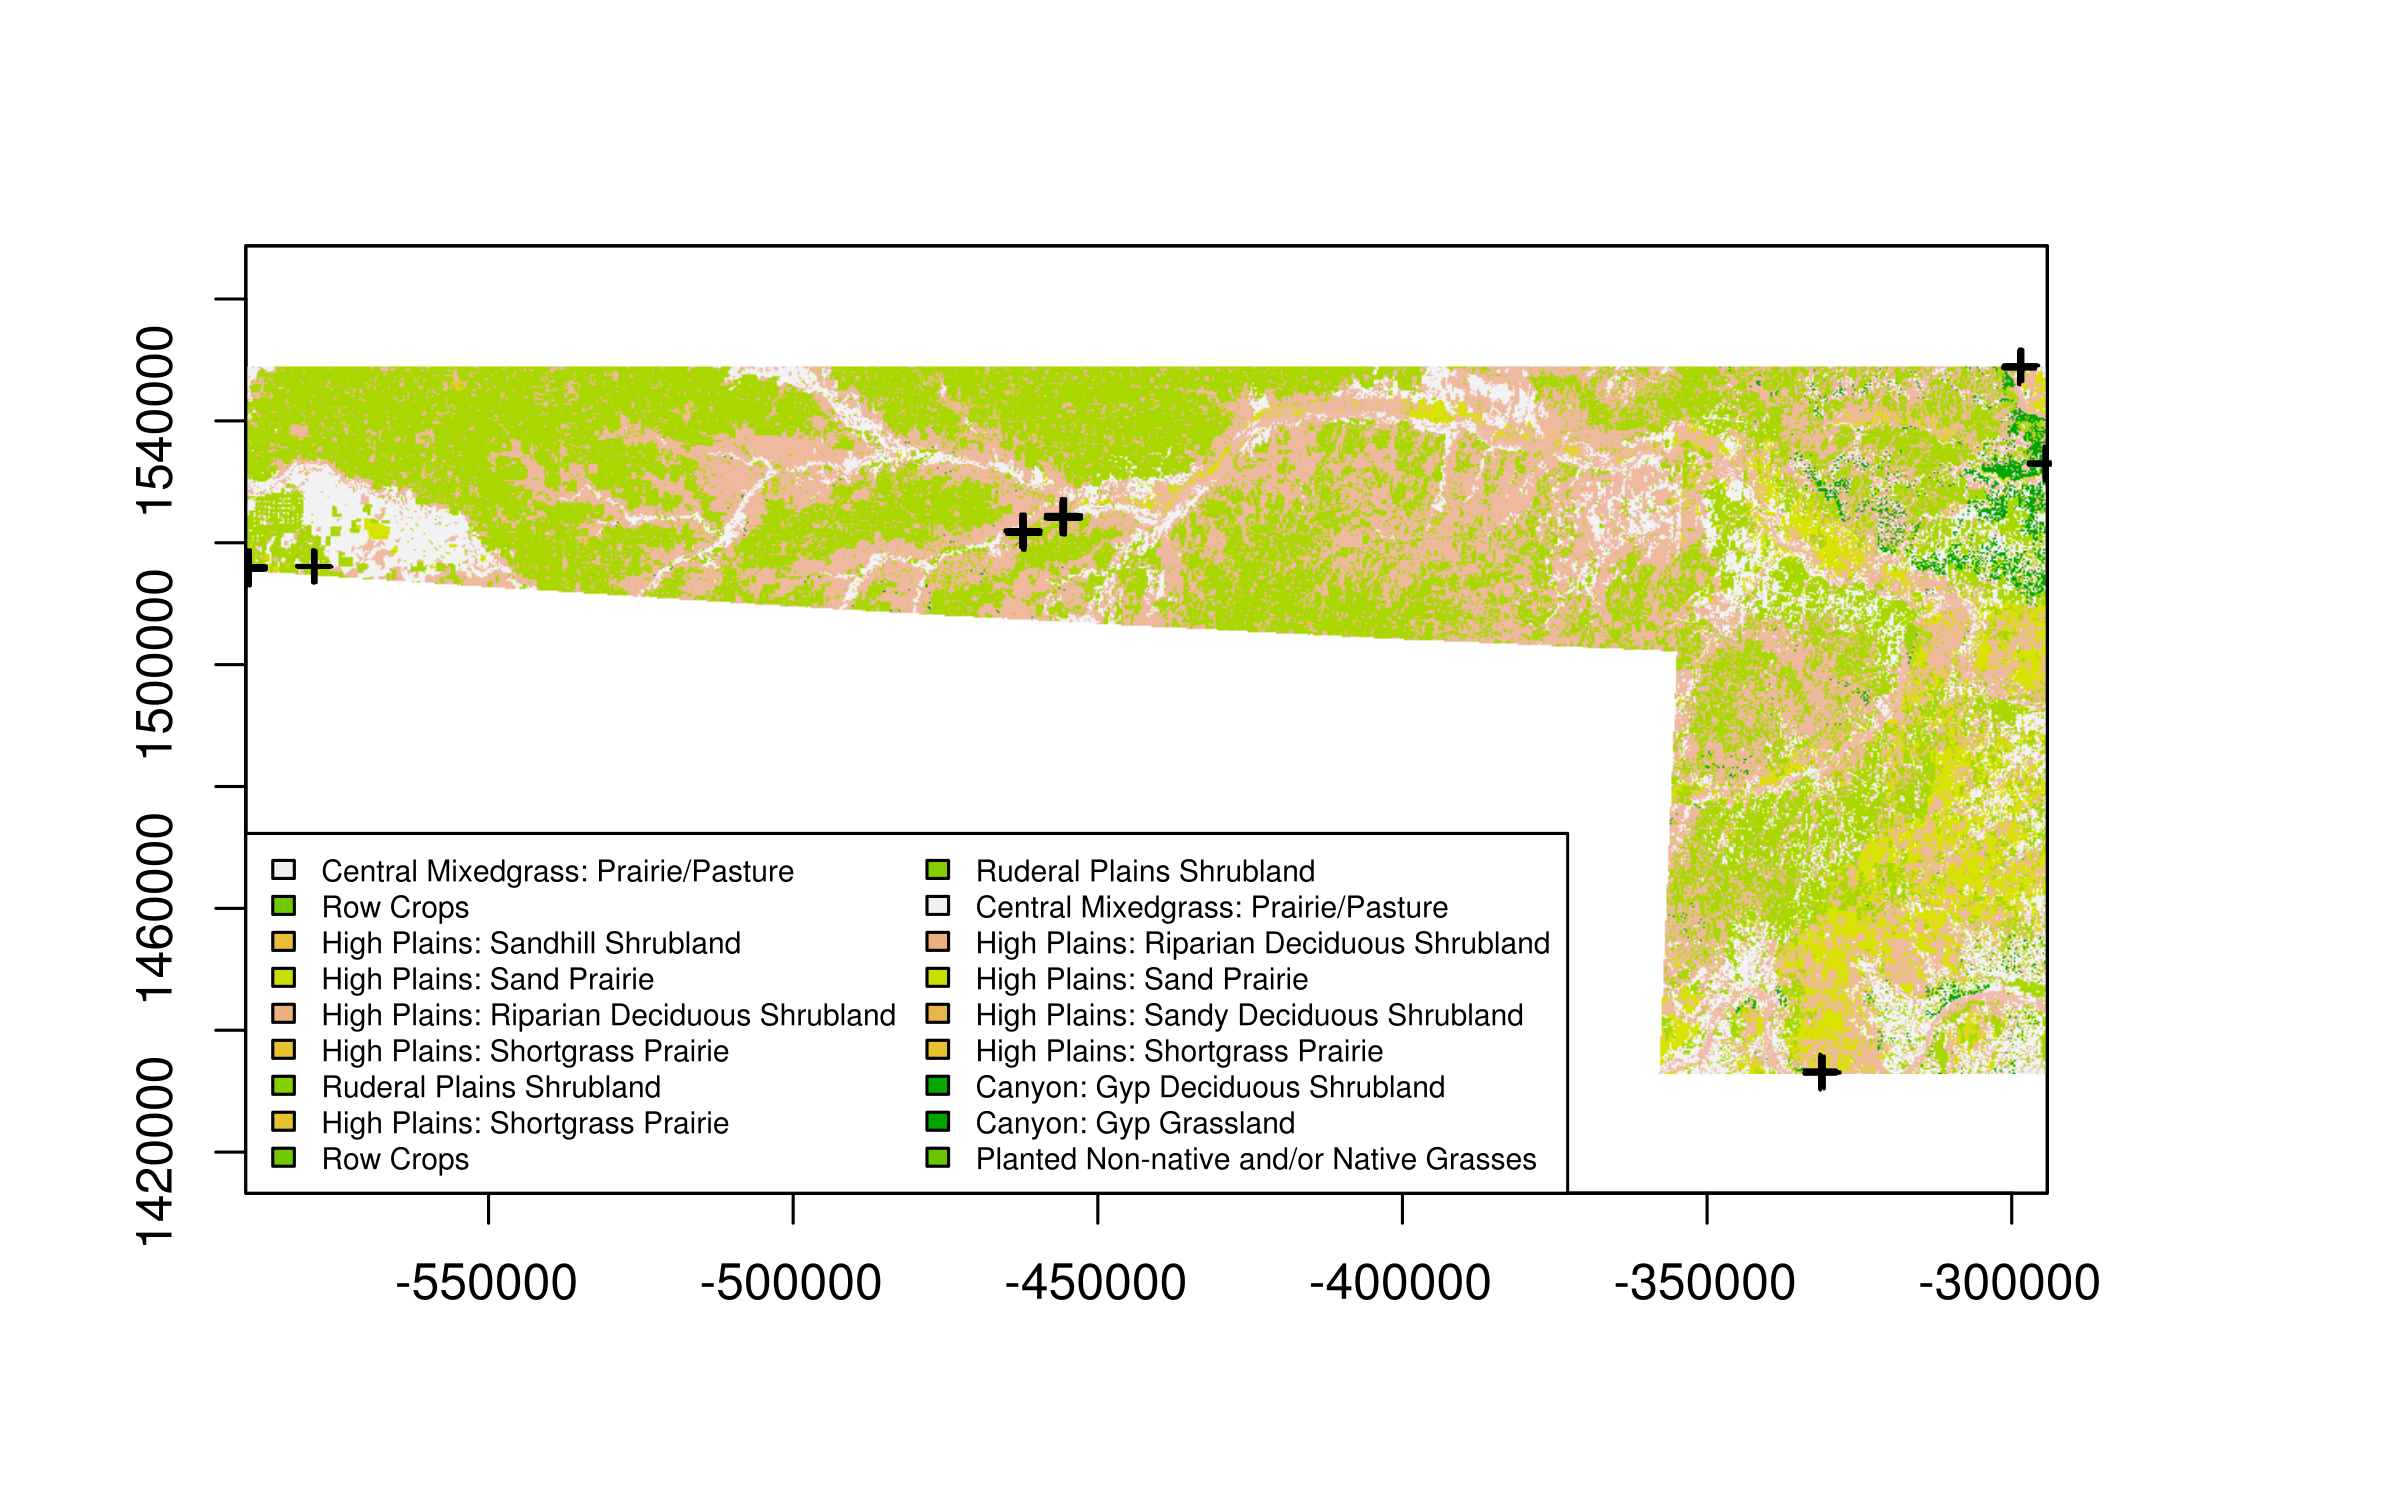 1540000
1500000
1460000
1420000
Central Mixedgrass: Prairie/Pasture
Row Crops
High Plains: Sandhill Shrubland
High Plains: Sand Prairie
High Plains: Riparian Deciduous Shrubland
High Plains: Shortgrass Prairie
Ruderal Plains Shrubland
High Plains: Shortgrass Prairie
Row Crops
Ruderal Plains Shrubland
Central Mixedgrass: Prairie/Pasture
High Plains: Riparian Deciduous Shrubland
High Plains: Sand Prairie
High Plains: Sandy Deciduous Shrubland
High Plains: Shortgrass Prairie
Canyon: Gyp Deciduous Shrubland
Canyon: Gyp Grassland
Planted Non-native and/or Native Grasses
-550000 -500000 -450000 -400000 -350000 -300000